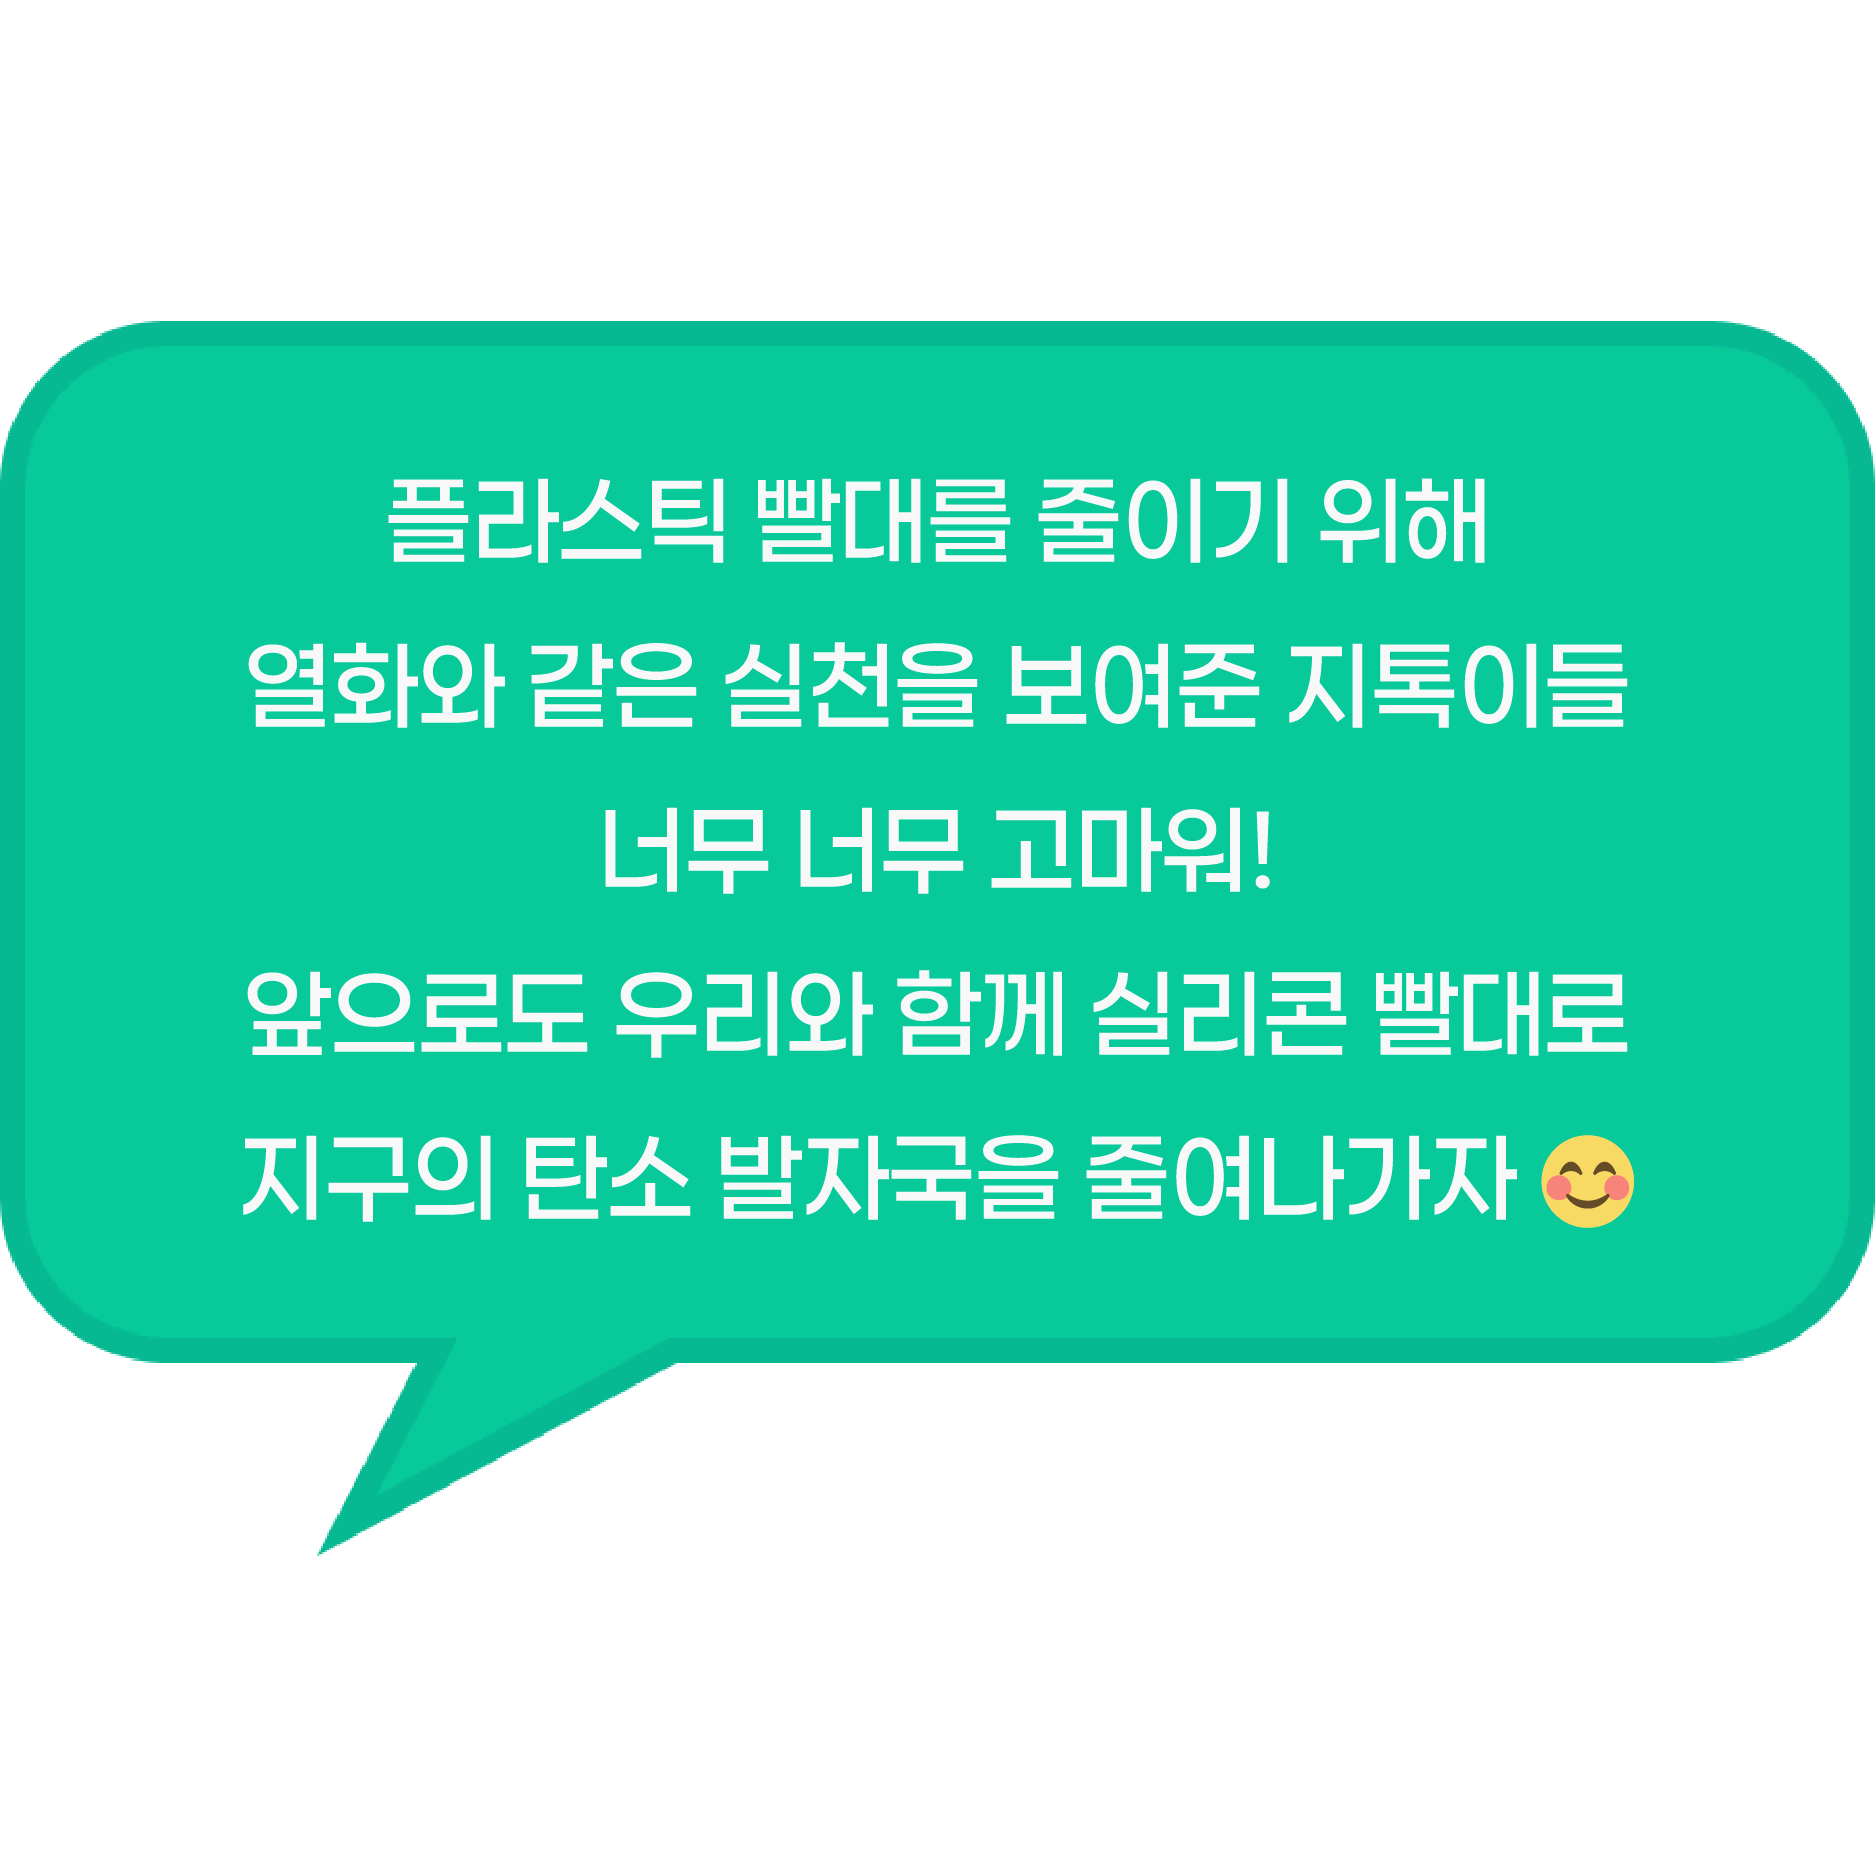 플라스틱 빨대를 줄이기 위해
열화와 같은 실천을 보여준 지톡이들
너무 너무 고마워!
앞으로도 우리와 함께 실리콘 빨대로
지구의 탄소 발자국을 줄여나가자 😊